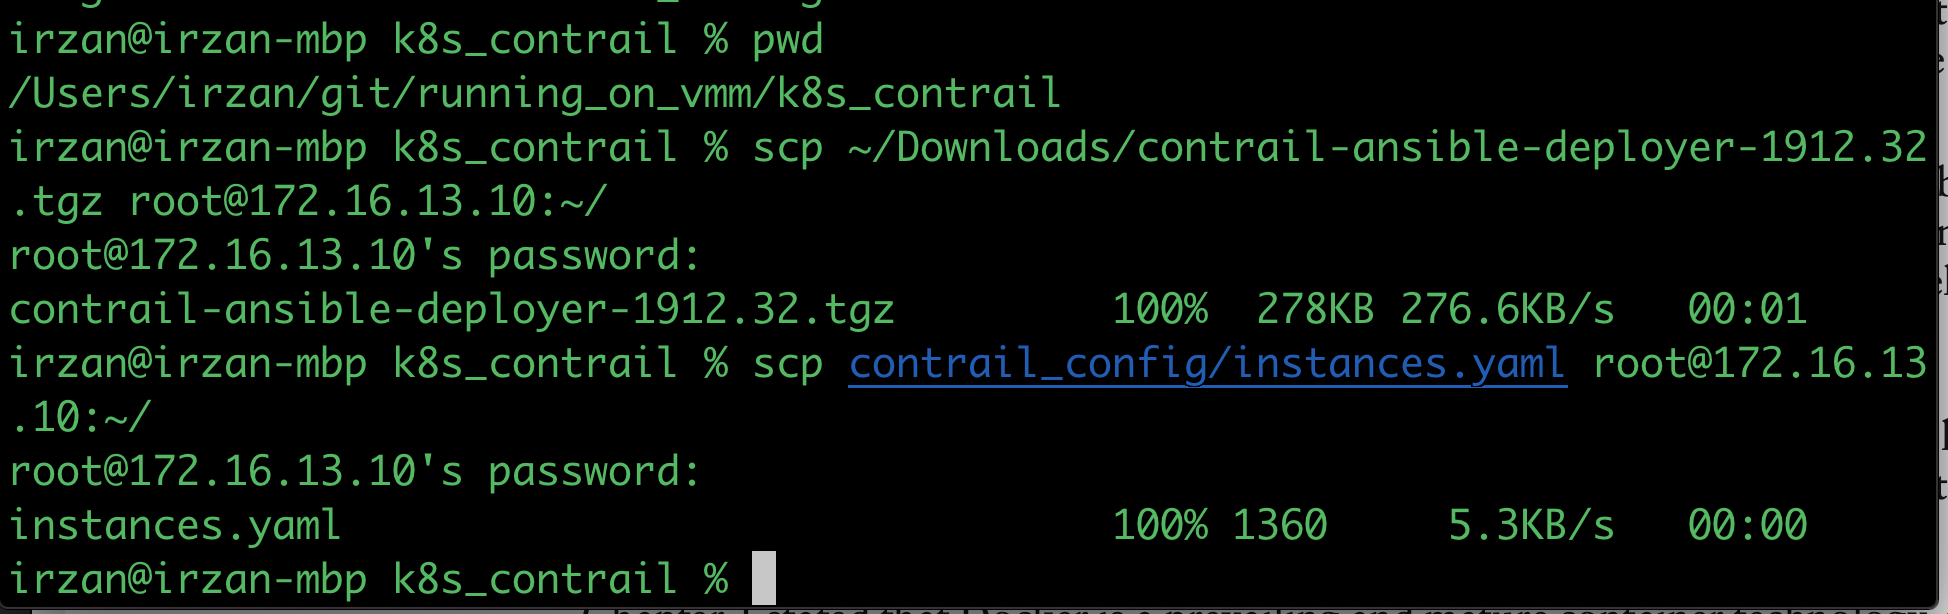 irzan@irzan-mbp k8s_contrail % pwd
/Users/irzan/git/running_on_vmm/k8s_contrail
irzan@irzan-mbp k8s_contrail % scp ~/Downloads/contrail-ansible-deployer-1912.32
.tgz root@172.16.13.10:~/
root@172.16.13.10's password:
contrail-ansible-deployer-1912.32.tgz 100% 278KB 276.6KB/s 00:01
irzan@irzan-mbp k8s_contrail % scp contrail_config/instances.yaml root@172.16.13
.10:~/
root@172.16.13.10's password:
instances.yaml 100% 1360 5.3KB/s 00:00
irzan@irzan-mbp k8s_contrail %